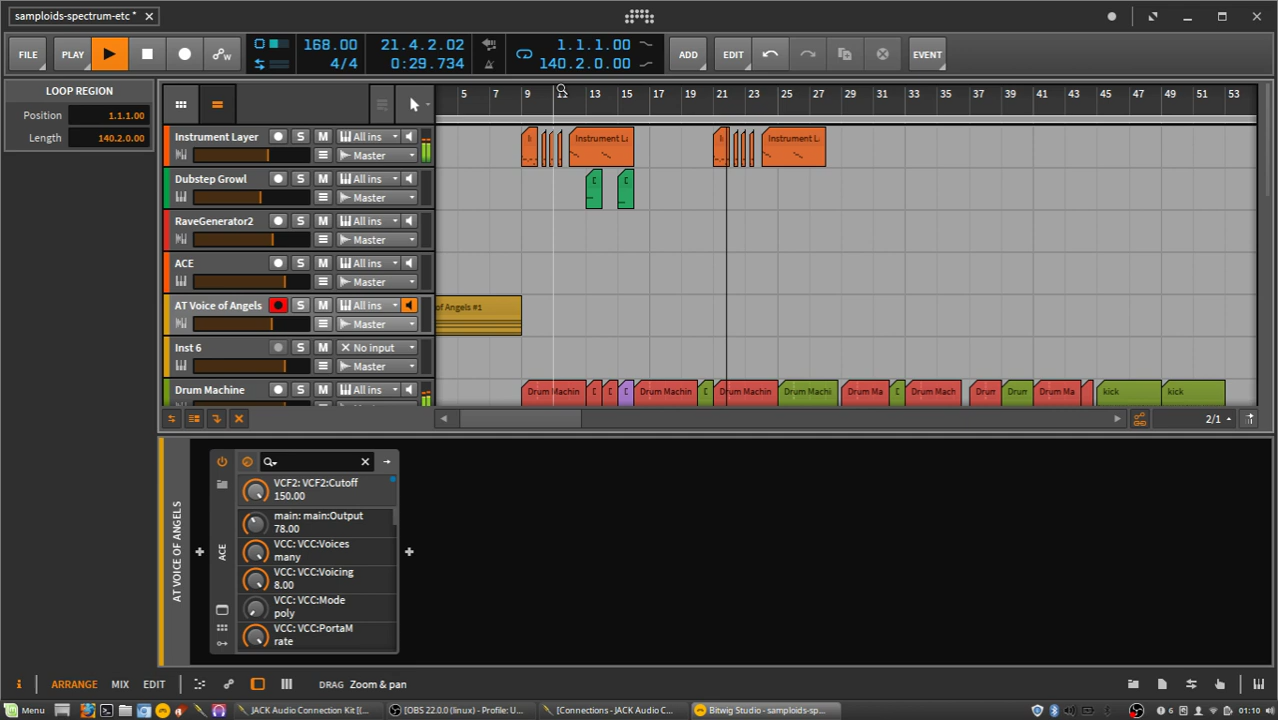 samploids-spectrum-etc *
FILE
PLAY
168.00
4/4
21.4.2.02
0:29.734
1.1.1.00
140.2.0.00
ADD
EDIT
EVENT
LOOP REGION
Position 1.1.1.00
Length 140.2.0.00
5 7 9 11 13 15 17 19 21 23 25 27 29 31 33 35 37 39 41 43 45 47 49 51 53
Instrument Layer S M All ins
Master
Instrument La
Instrument La
Dubstep Growl S M All ins
Master
RaveGenerator2 S M All ins
Master
ACE S M All ins
Master
AT Voice of Angels S M All ins
Master
of Angels #1
Inst 6 S M No input
Master
Drum Machine S M All ins
Drum Machin Drum Machin Drum Machin Drum Machi Drum Ma Drum Mach Drum Drum Drum Ma kick kick
2/1
AT VOICE OF ANGELS
ACE
VCF2: VCF2:Cutoff
150.00
main: main:Output
78.00
VCC: VCC:Voices
many
VCC: VCC:Voicing
8.00
VCC: VCC:Mode
poly
VCC: VCC:PortaM
rate
i ARRANGE MIX EDIT DRAG Zoom & pan
Menu JACK Audio Connection Kit [(... [OBS 22.0.0 (linux) - Profile: U... [Connections - JACK Audio C... Bitwig Studio - samploids-sp... 6 01:10